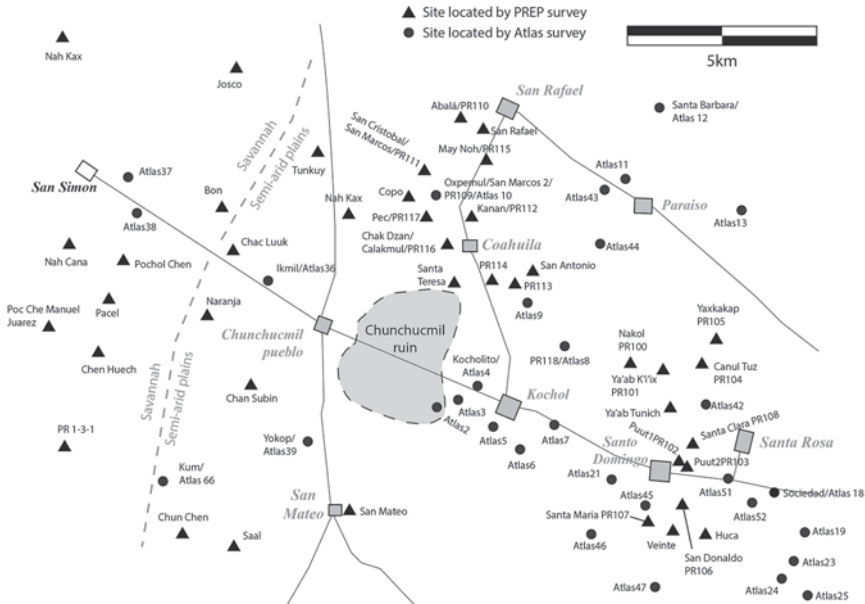 Site located by PREP survey
Site located by Atlas survey
5km
Nah Kax
Josco
San Rafael
Abalá/PR110
San Rafael
Santa Barbara/
Atlas 12
San Cristobal/
San Marcos/PR111
May Noh/PR115
Savannah
Semi-arid plains
Tunkuy
Atlas11
Atlas37
San Simon
Copo
Oxpemul/San Marcos 2/
PR109/Atlas 10
Atlas43
Bon
Nah Kax
Pec/PR117
Kanan/PR112
Paraiso
Atlas13
Atlas38
Chac Luuk
Chak Dzan/
Calakmul/PR116
Coahuila
Atlas44
Nah Cana
Pochol Chen
Ikmil/Atlas36
Santa
Teresa
PR114
San Antonio
PR113
Pacel
Naranja
Atlas9
Poc Che Manuel
Juarez
Chunchucmil
pueblo
Chunchucmil
ruin
Yaxkakap
PR105
Nakol
PR100
Chen Huech
Kocholito/
Atlas4
PR118/Atlas8
Ya'ab K'i'ix
PR101
Canul Tuz
PR104
Savannah
Semi-arid plains
Chan Subin
Kochol
Ya'ab Tunich
Atlas42
Atlas2
Atlas3
PR 1-3-1
Yokop/
Atlas39
Atlas5
Atlas7
Puut1PR102
Santa Clara PR108
Santa Rosa
Atlas6
Santo
Domingo
Puut2PR103
Kum/
Atlas 66
Atlas21
Atlas51
Sociedad/Atlas 18
San
Mateo
San Mateo
Atlas45
Atlas52
Santa Maria PR107
Chun Chen
Saal
Atlas46
Veinte
Huca
Atlas19
San Donaldo
PR106
Atlas23
Atlas47
Atlas24
Atlas25